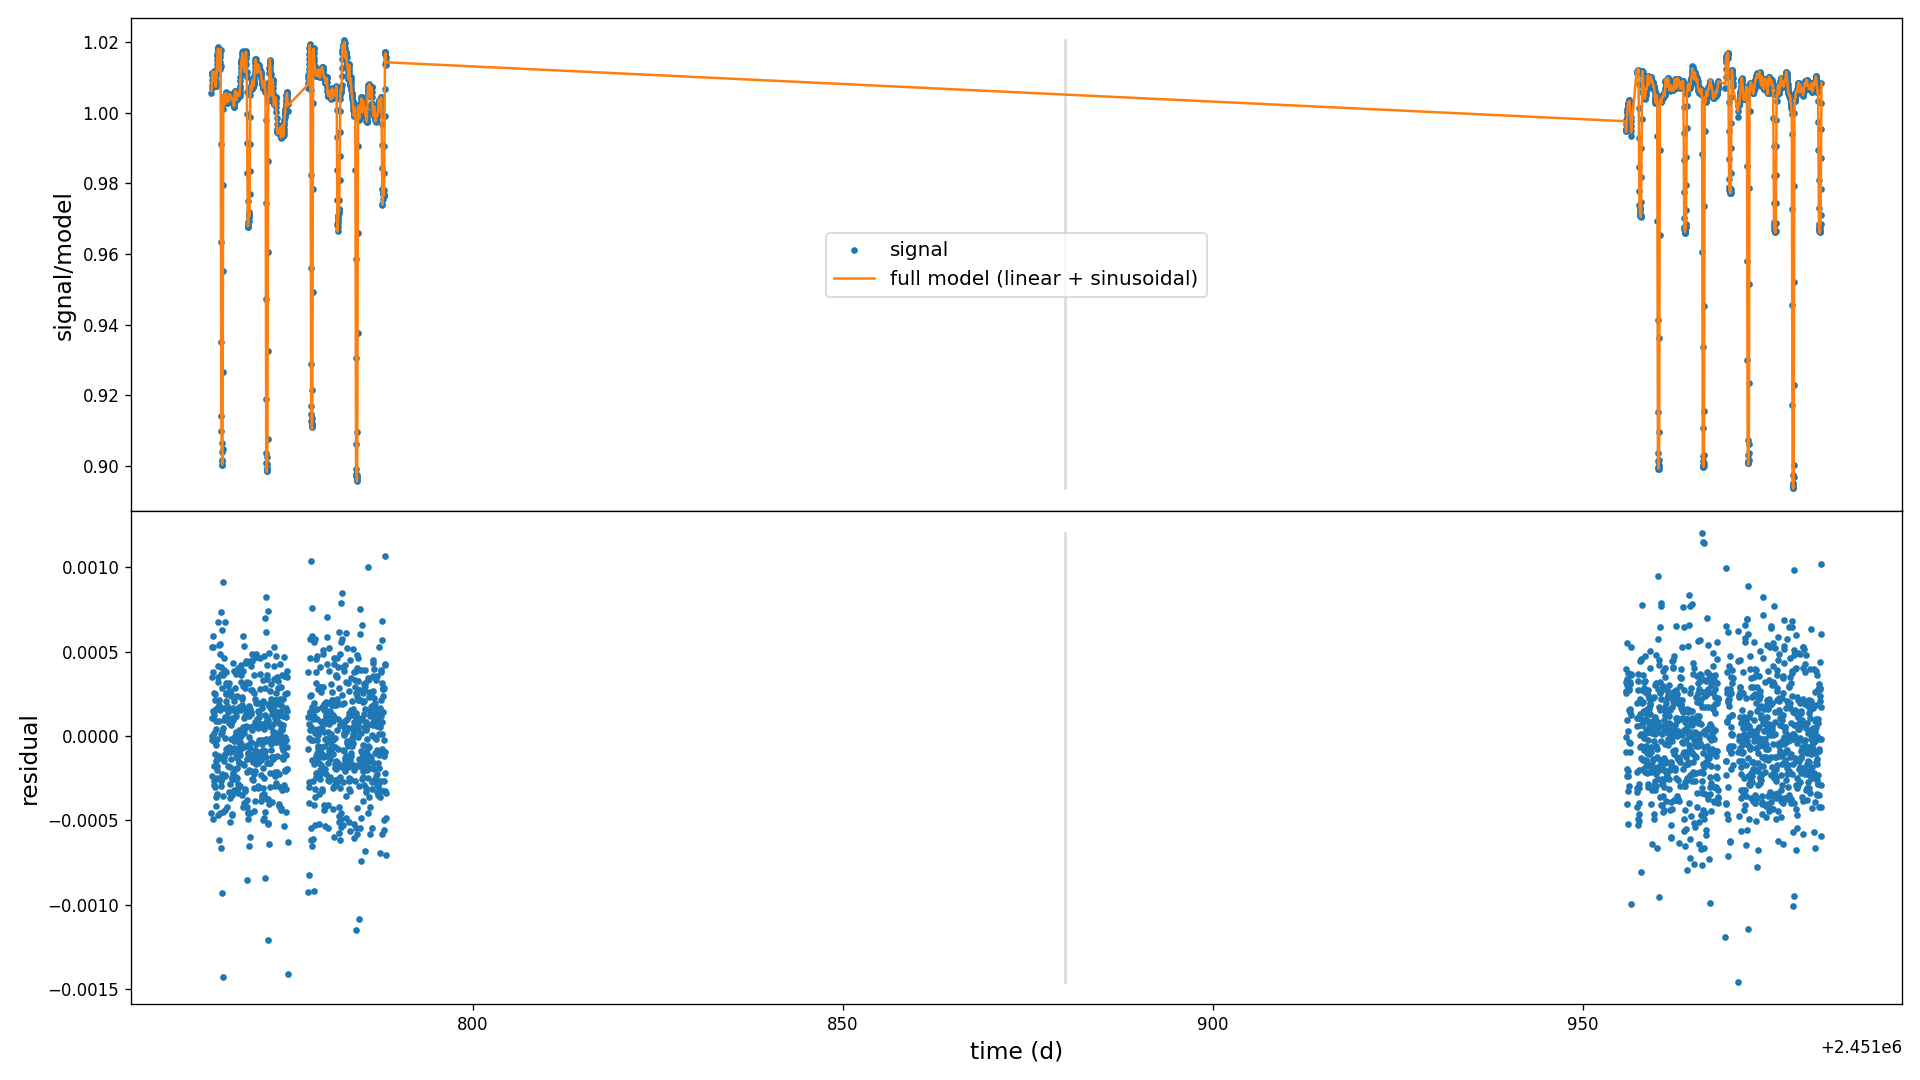 1.02
1.00
0.98
0.96
0.94
0.92
0.90
signal/model
signal
full model (linear + sinusoidal)
0.0010
0.0005
0.0000
−0.0005
−0.0010
−0.0015
residual
800
850
900
950
time (d)
+2.451e6